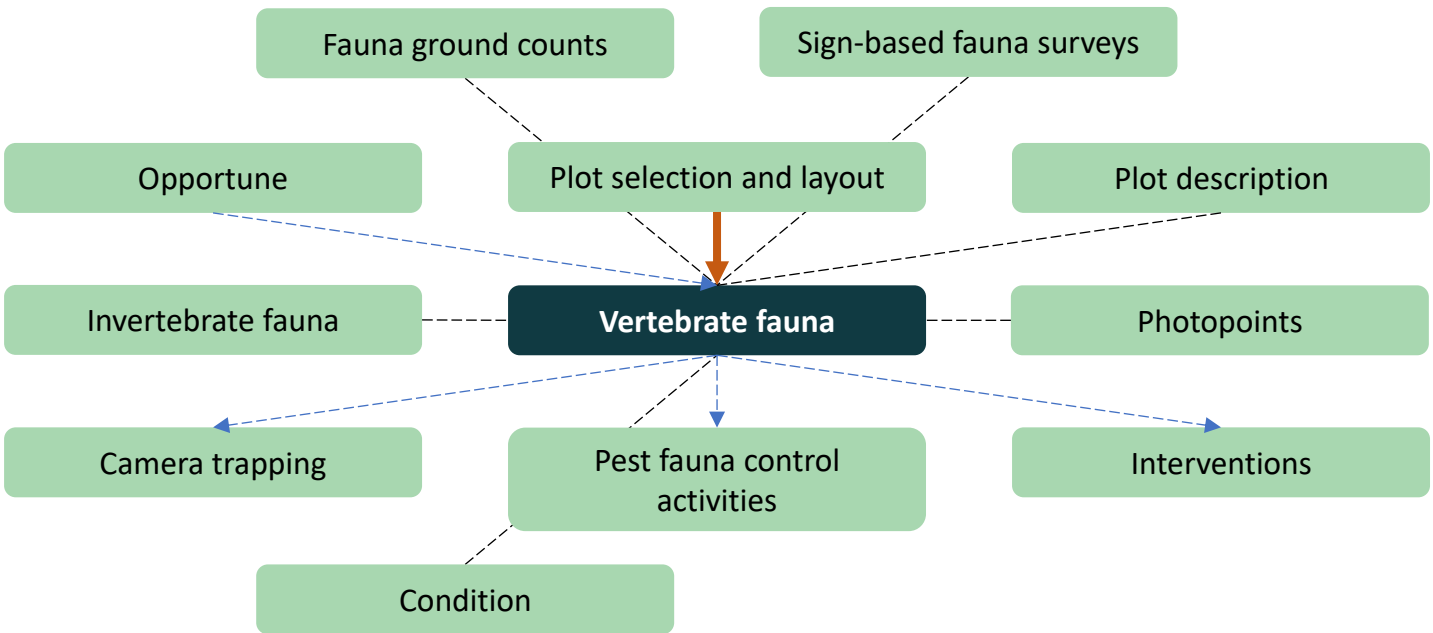 Fauna ground counts
Sign-based fauna surveys
Opportune
Plot selection and layout
Plot description
Invertebrate fauna
Vertebrate fauna
Photopoints
Camera trapping
Pest fauna control
activities
Interventions
Condition